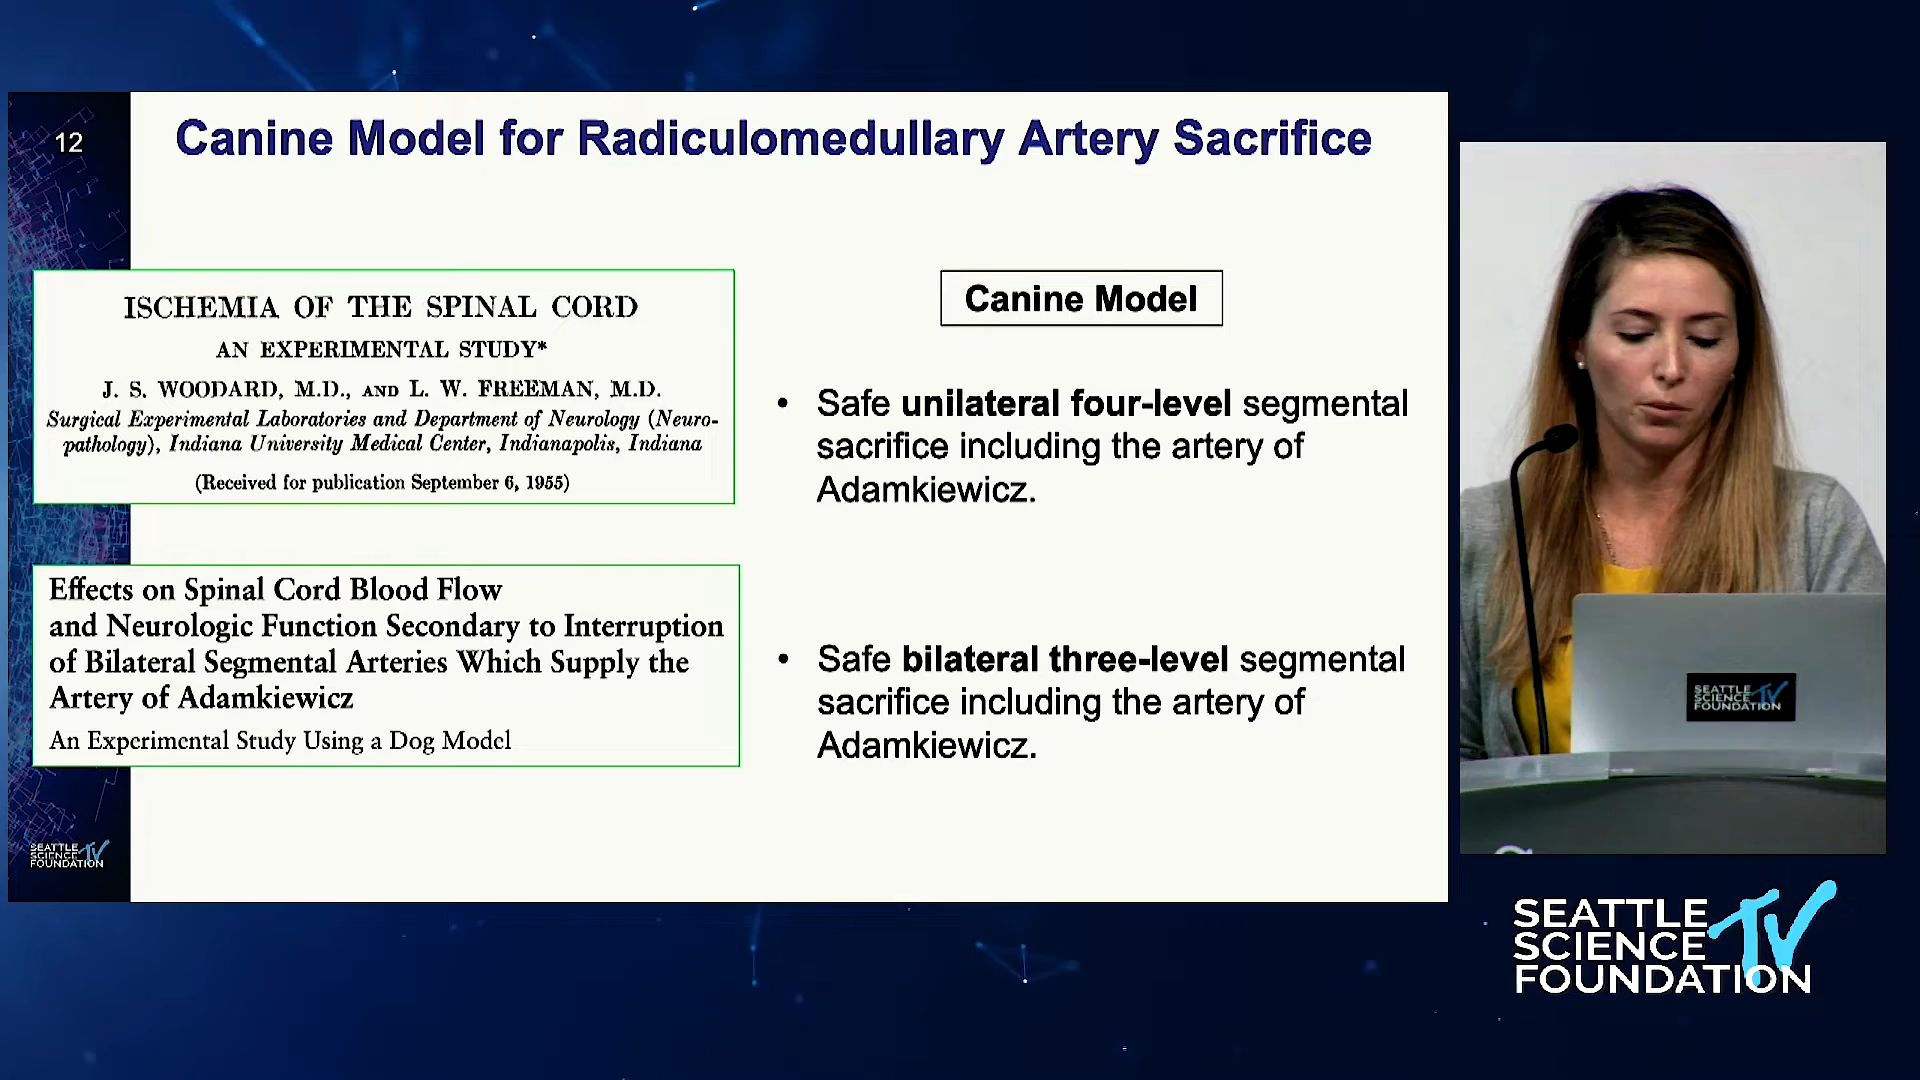 12
Canine Model for Radiculomedullary Artery Sacrifice
ISCHEMIA OF THE SPINAL CORD
AN EXPERIMENTAL STUDY*
J. S. WOODARD, M.D., AND L. W. FREEMAN, M.D.
Surgical Experimental Laboratories and Department of Neurology (Neuro-
pathology), Indiana University Medical Center, Indianapolis, Indiana
(Received for publication September 6, 1955)
Effects on Spinal Cord Blood Flow
and Neurologic Function Secondary to Interruption
of Bilateral Segmental Arteries Which Supply the
Artery of Adamkiewicz
An Experimental Study Using a Dog Model
Canine Model
• Safe unilateral four-level segmental
sacrifice including the artery of
Adamkiewicz.
• Safe bilateral three-level segmental
sacrifice including the artery of
Adamkiewicz.
SEATTLE
SCIENCE TV
FOUNDATION
SEATTLE
SCIENCE TV
FOUNDATION
SEATTLE
SCIENCE TV
FOUNDATION